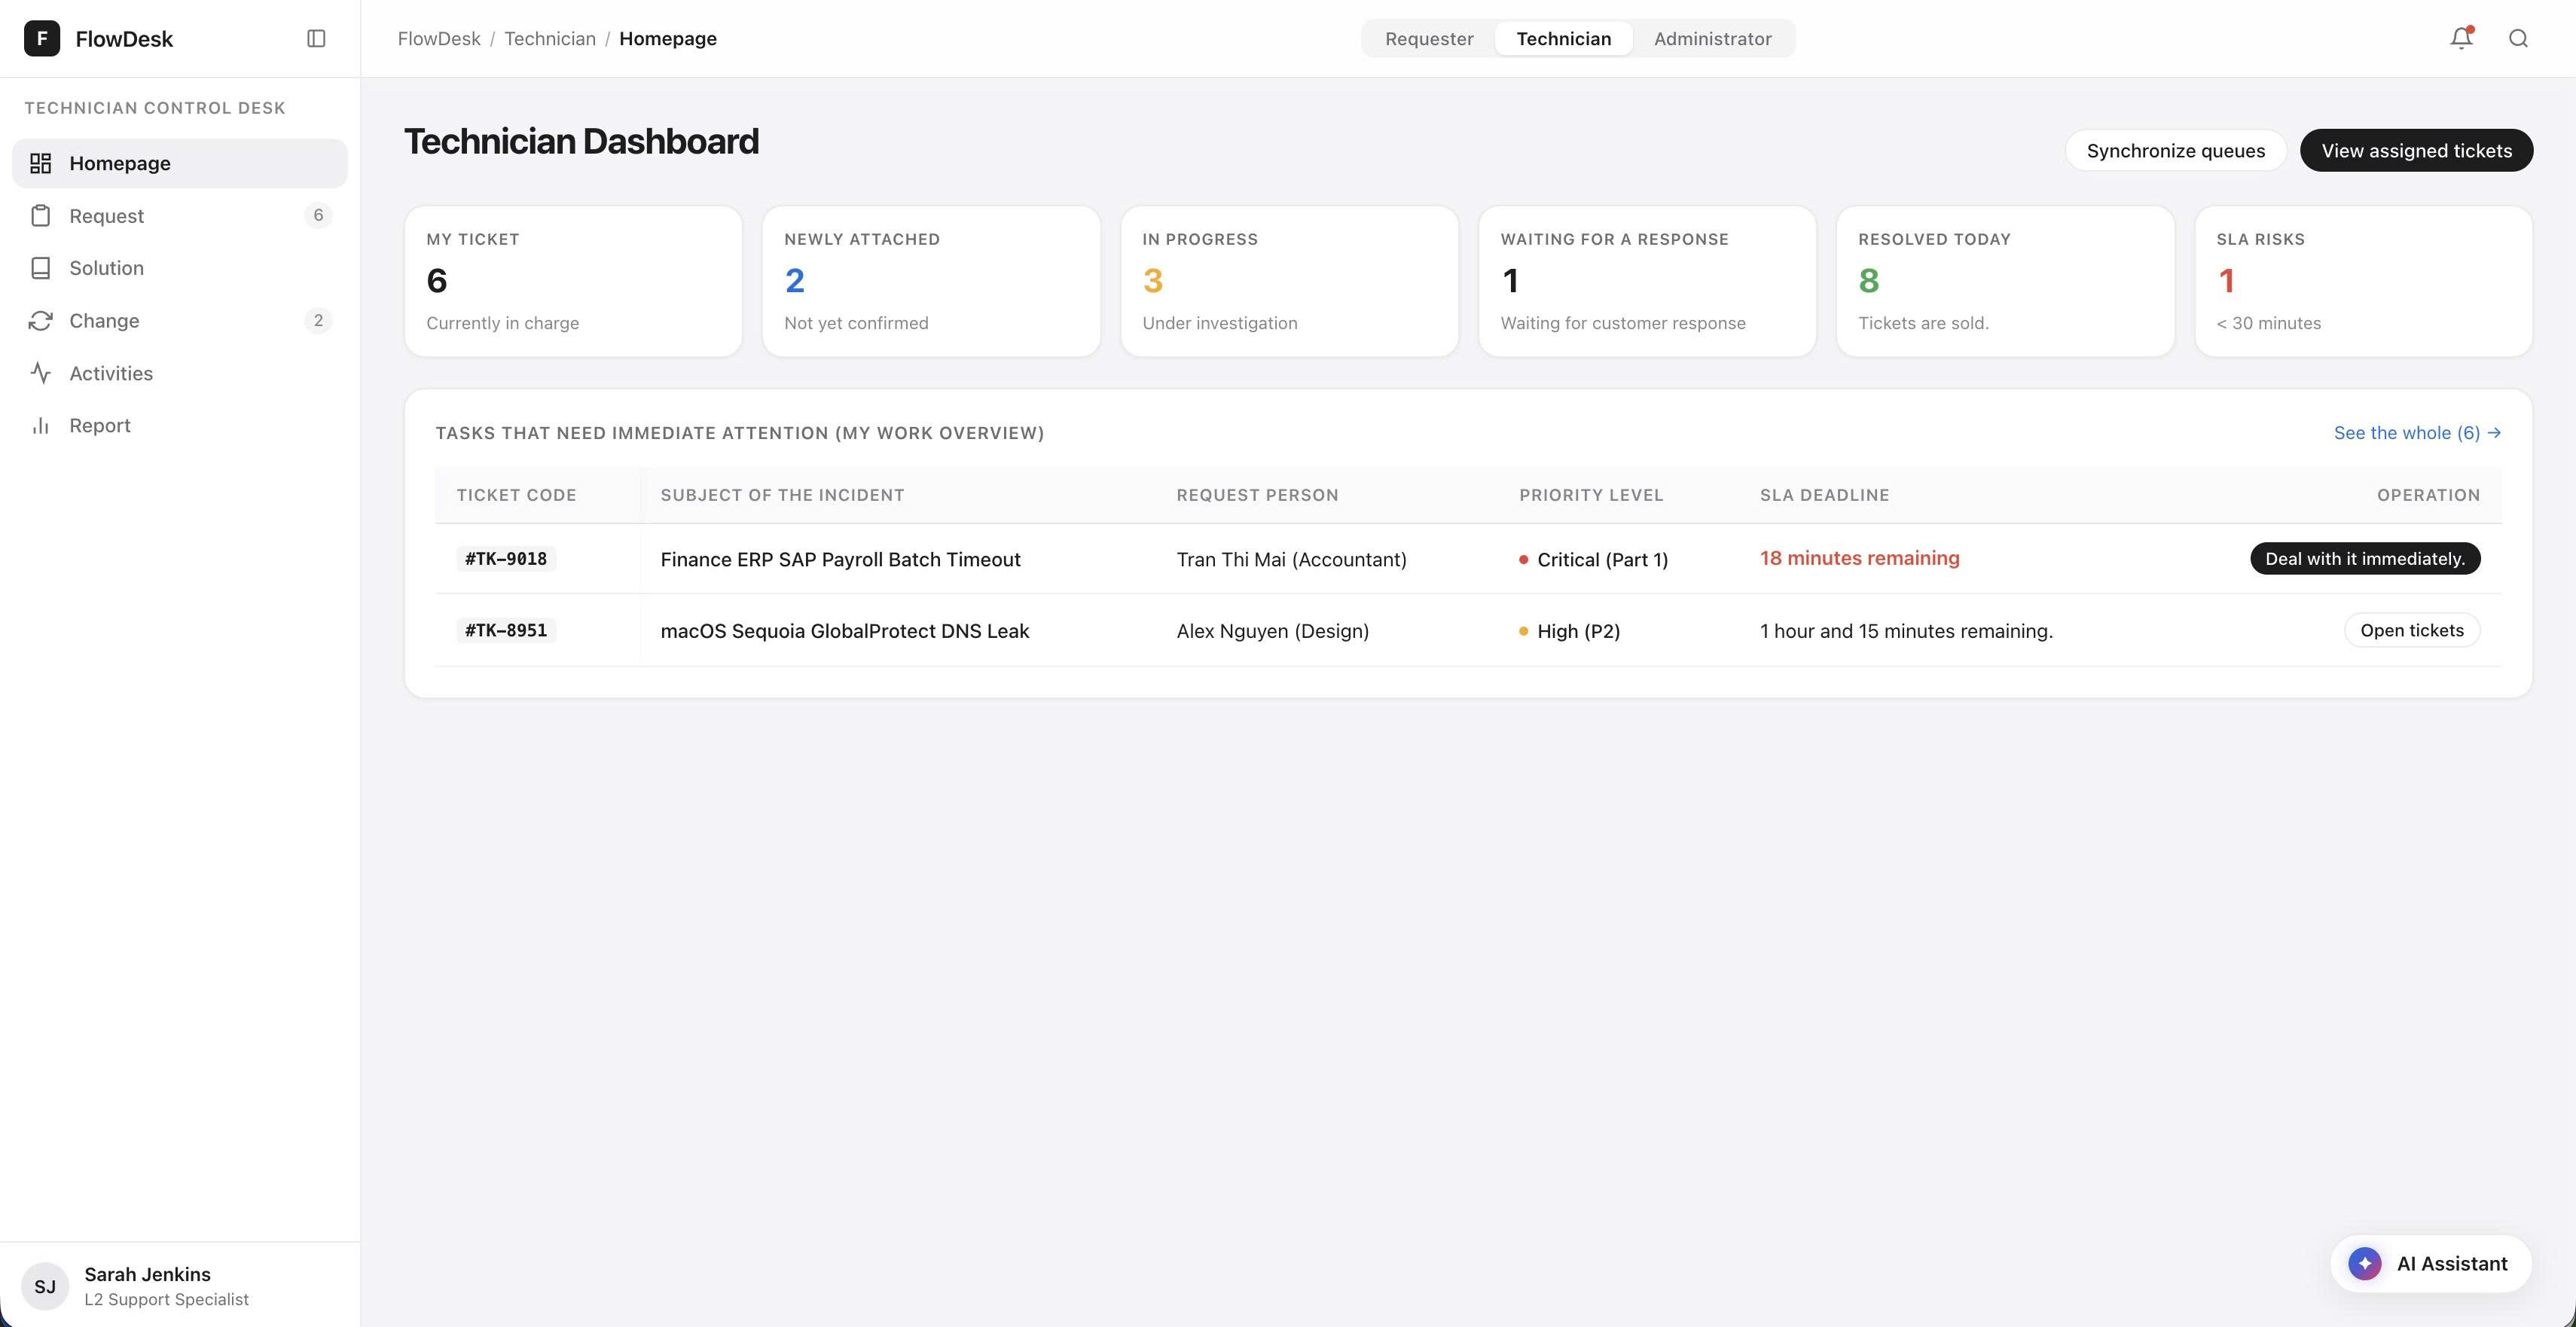 F FlowDesk
FlowDesk / Technician / Homepage
Requester Technician Administrator
TECHNICIAN CONTROL DESK
Homepage
Request 6
Solution
Change 2
Activities
Report
Technician Dashboard
Synchronize queues
View assigned tickets
MY TICKET
6
Currently in charge
NEWLY ATTACHED
2
Not yet confirmed
IN PROGRESS
3
Under investigation
WAITING FOR A RESPONSE
1
Waiting for customer response
RESOLVED TODAY
8
Tickets are sold.
SLA RISKS
1
< 30 minutes
TASKS THAT NEED IMMEDIATE ATTENTION (MY WORK OVERVIEW)
See the whole (6) →
TICKET CODE SUBJECT OF THE INCIDENT REQUEST PERSON PRIORITY LEVEL SLA DEADLINE OPERATION
#TK-9018 Finance ERP SAP Payroll Batch Timeout Tran Thi Mai (Accountant) Critical (Part 1) 18 minutes remaining Deal with it immediately.
#TK-8951 macOS Sequoia GlobalProtect DNS Leak Alex Nguyen (Design) High (P2) 1 hour and 15 minutes remaining. Open tickets
SJ
Sarah Jenkins
L2 Support Specialist
AI Assistant